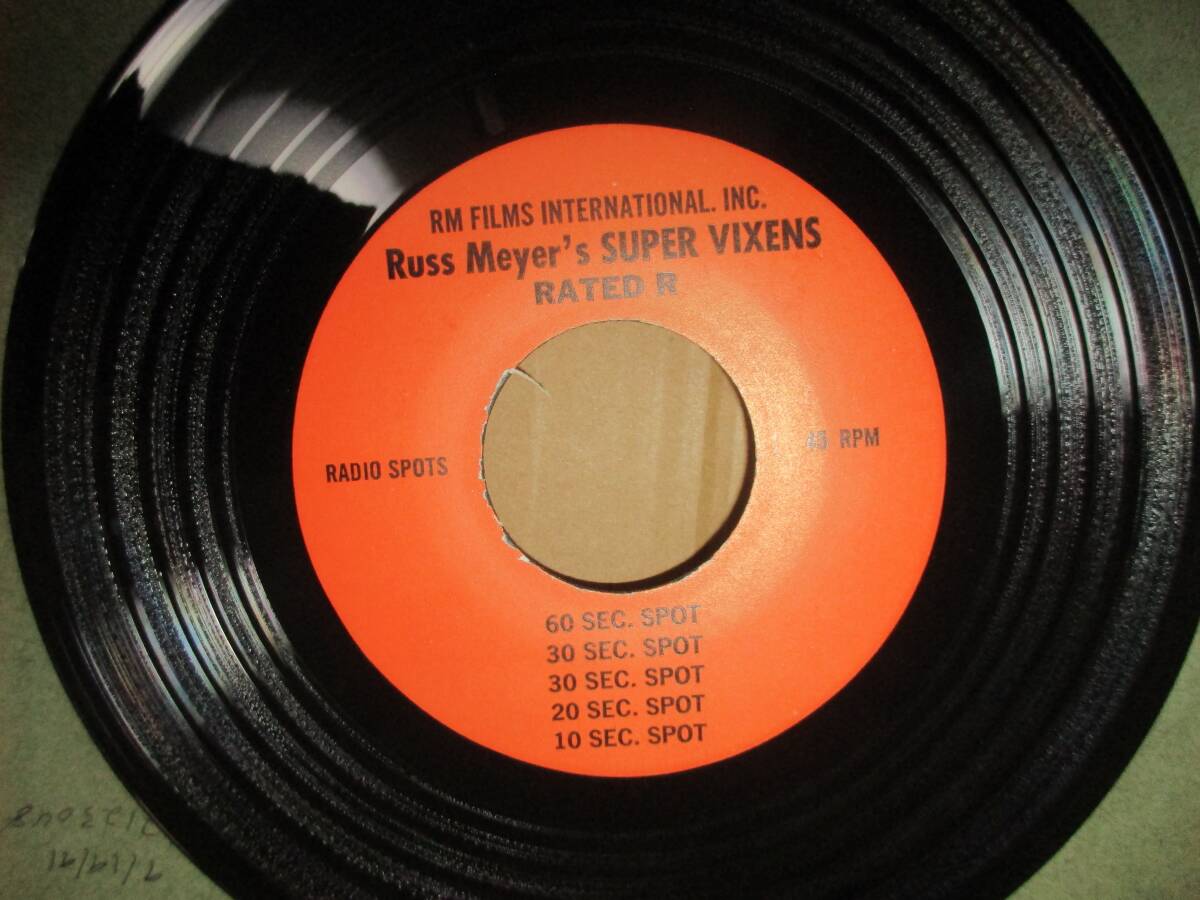 RM FILMS INTERNATIONAL. INC.
Russ Meyer's SUPER VIXENS
RATED R
RADIO SPOTS
45 RPM
60 SEC. SPOT
30 SEC. SPOT
30 SEC. SPOT
20 SEC. SPOT
10 SEC. SPOT